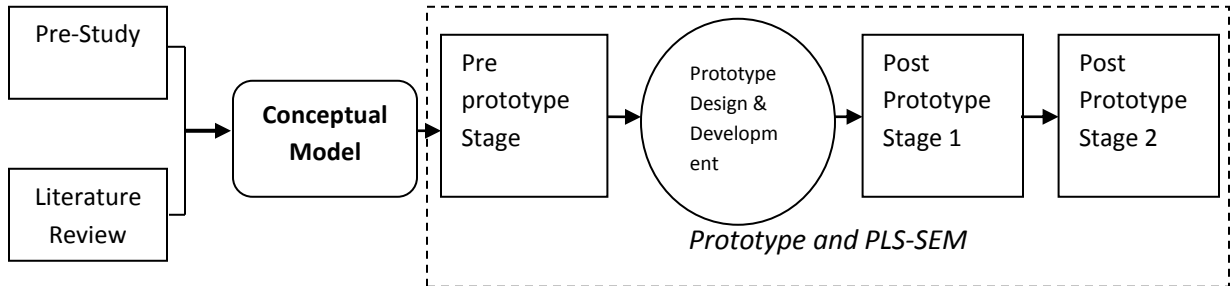 Pre-Study
Literature
Review
Conceptual
Model
Pre
prototype
Stage
Prototype
Design &
Developm
ent
Post
Prototype
Stage 1
Post
Prototype
Stage 2
Prototype and PLS-SEM